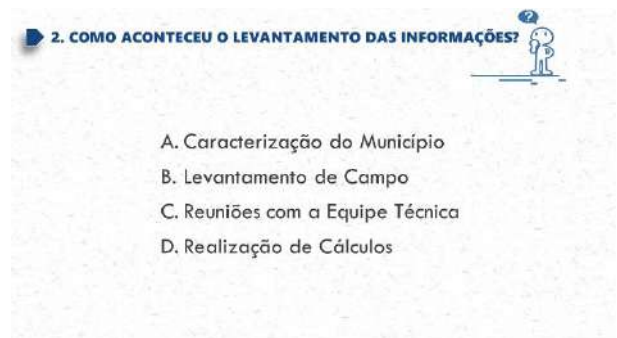 2. COMO ACONTECEU O LEVANTAMENTO DAS INFORMAÇÕES?
?
A. Caracterização do Município
B. Levantamento de Campo
C. Reuniões com a Equipe Técnica
D. Realização de Cálculos